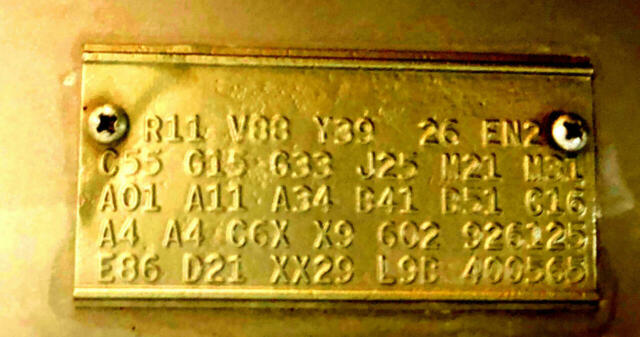 R11 V88 Y39 26 EN2
C55 G15 G33 J25 M21 M31
A01 A11 A34 B41 B51 C16
A4 A4 C6X X9 602 926125
E86 D21 XX29 L9B 400565